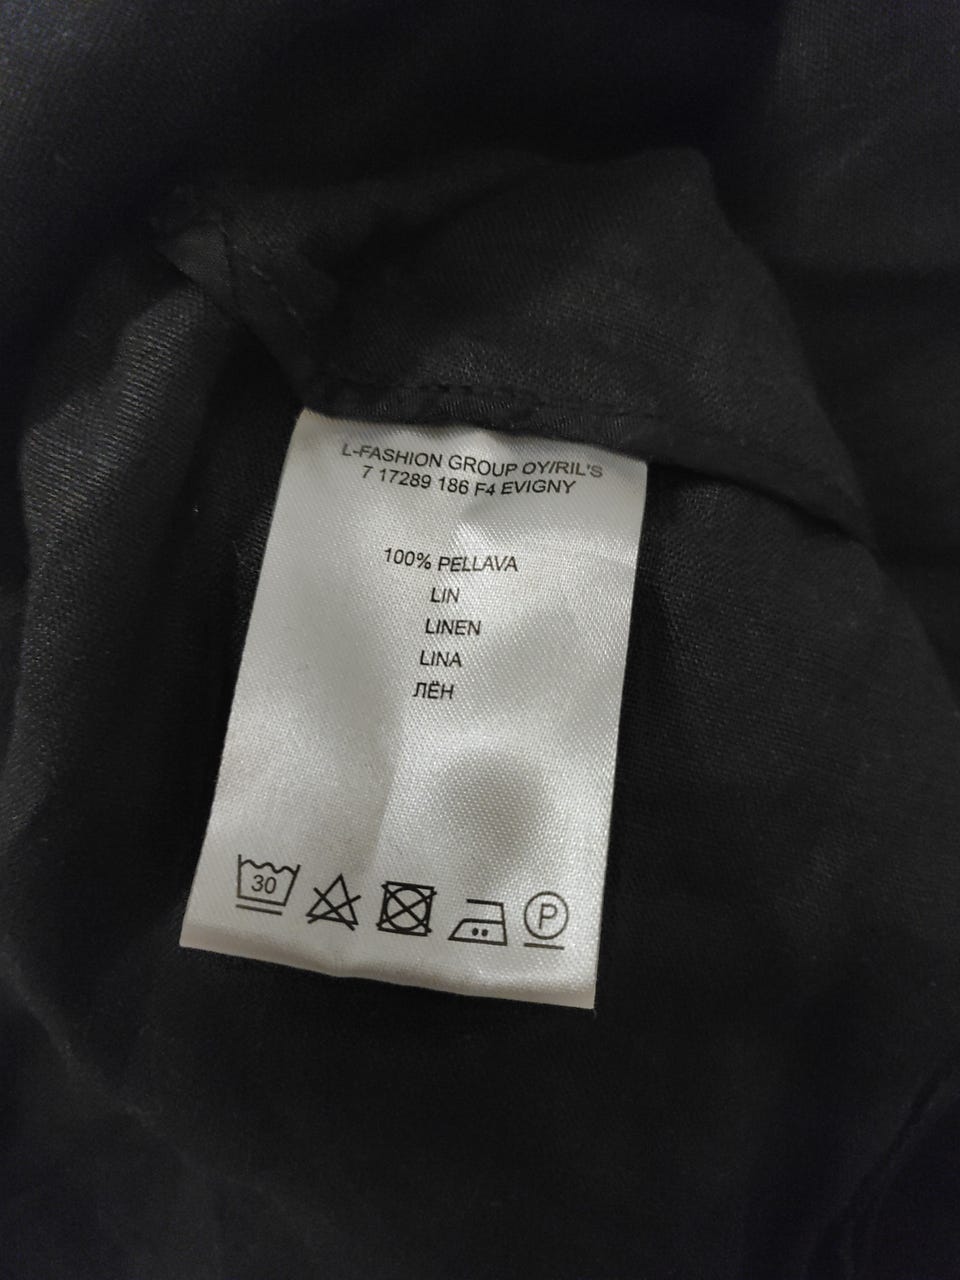 L-FASHION GROUP OY/RIL'S
7 17289 186 F4 EVIGNY
100% PELLAVA
LIN
LINEN
LINA
ЛЁН
30
P